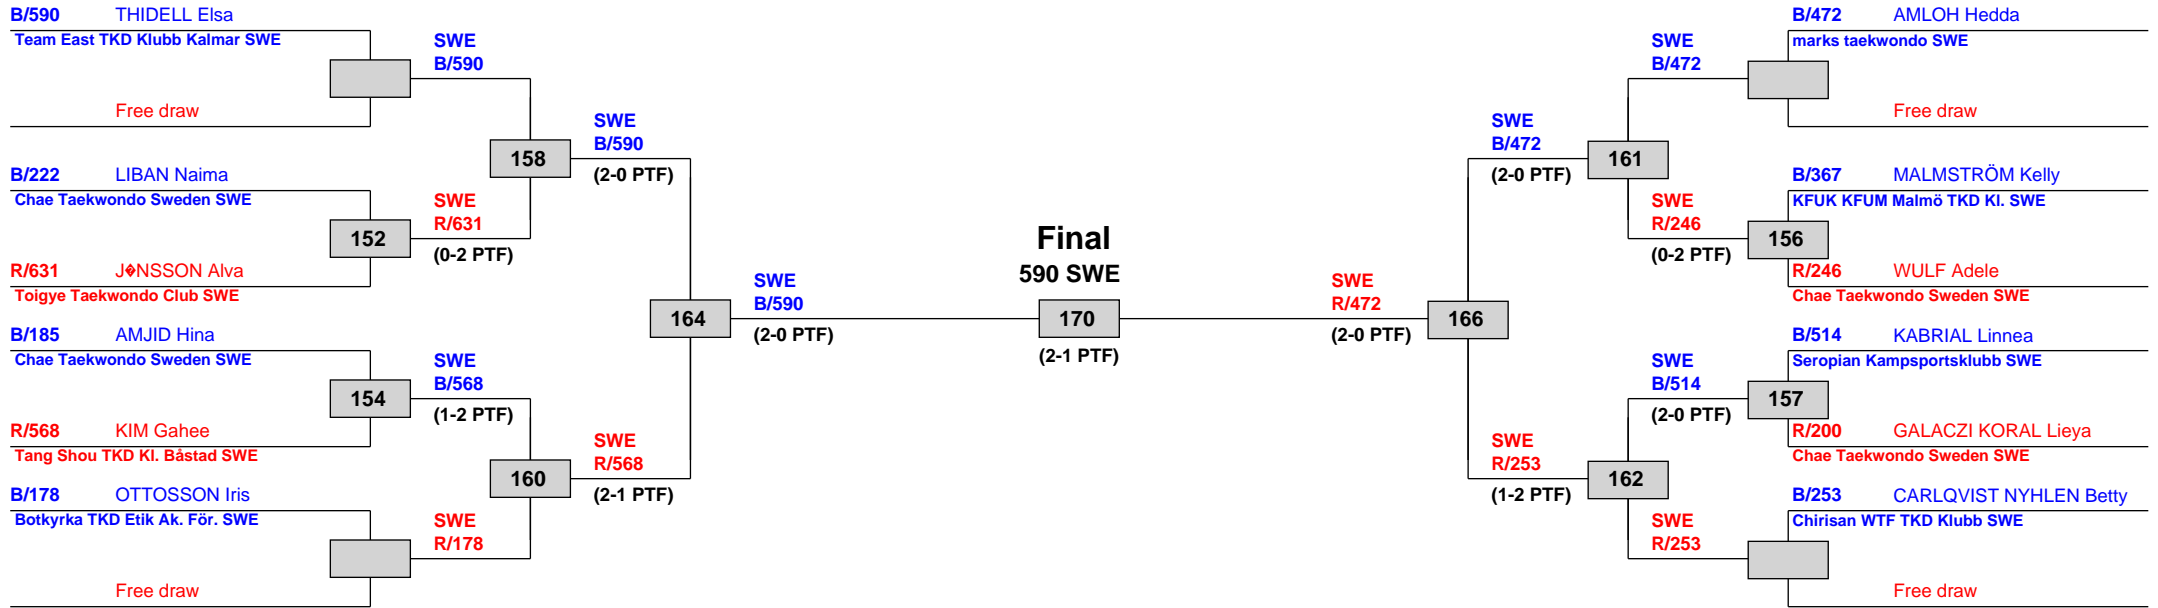 B/590 THIDELL Elsa
Team East TKD Klubb Kalmar SWE
Free draw
B/222 LIBAN Naima
Chae Taekwondo Sweden SWE
R/631 J�NSSON Alva
Toigye Taekwondo Club SWE
B/185 AMJID Hina
Chae Taekwondo Sweden SWE
R/568 KIM Gahee
Tang Shou TKD Kl. Båstad SWE
B/178 OTTOSSON Iris
Botkyrka TKD Etik Ak. För. SWE
Free draw
152
154
SWE
B/590
SWE
R/631
(0-2 PTF)
SWE
B/568
(1-2 PTF)
SWE
R/178
158
160
SWE
B/590
(2-0 PTF)
SWE
R/568
(2-1 PTF)
164
SWE
B/590
(2-0 PTF)
Final
590 SWE
170
(2-1 PTF)
SWE
R/472
(2-0 PTF)
166
SWE
B/472
(2-0 PTF)
SWE
R/253
(1-2 PTF)
161
162
SWE
B/472
SWE
R/246
(0-2 PTF)
SWE
B/514
(2-0 PTF)
SWE
R/253
156
157
B/472 AMLOH Hedda
marks taekwondo SWE
Free draw
B/367 MALMSTRÖM Kelly
KFUK KFUM Malmö TKD Kl. SWE
R/246 WULF Adele
Chae Taekwondo Sweden SWE
B/514 KABRIAL Linnea
Seropian Kampsportsklubb SWE
R/200 GALACZI KORAL Lieya
Chae Taekwondo Sweden SWE
B/253 CARLQVIST NYHLEN Betty
Chirisan WTF TKD Klubb SWE
Free draw